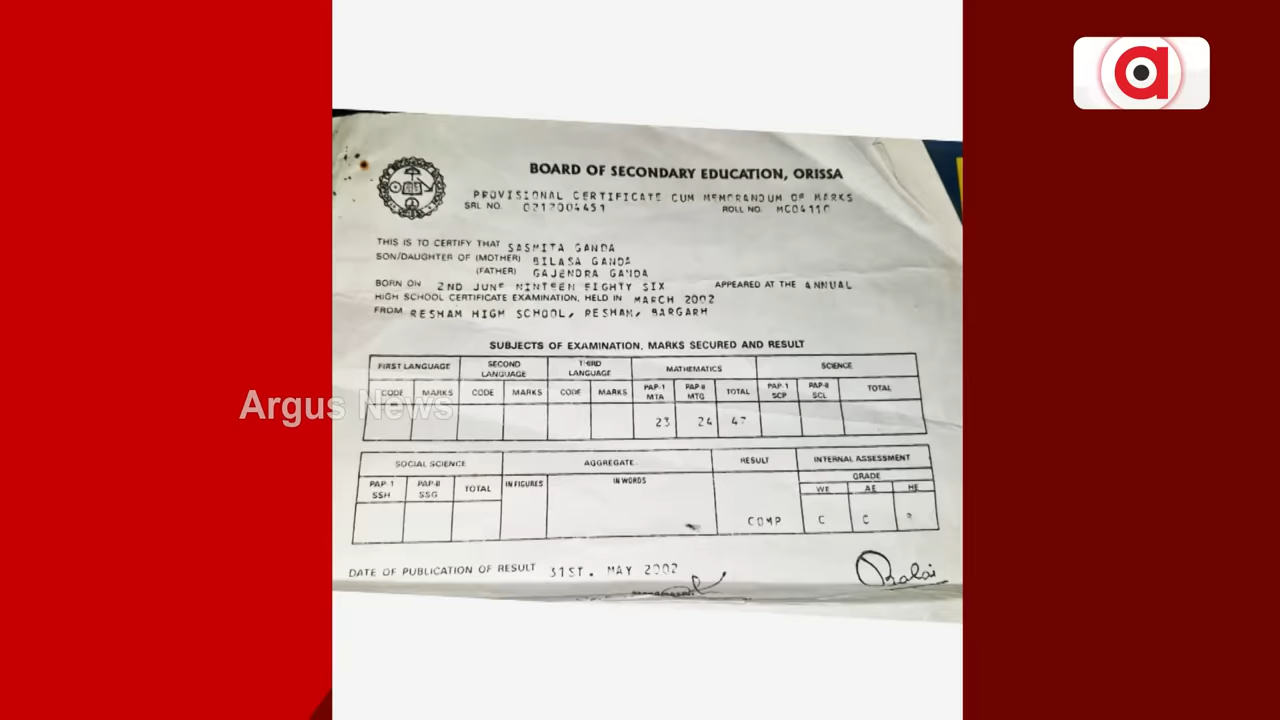 BOARD OF SECONDARY EDUCATION, ORISSA
PROVISIONAL CERTIFICATE CUM MEMORANDUM OF MARKS
SRL NO. 0212004451 ROLL NO. MC0411C
THIS IS TO CERTIFY THAT SASMITA GANDA
SON/DAUGHTER OF (MOTHER) BILASA GANDA
(FATHER) GAJENDRA GANDA
BORN ON 2ND JUNE NINTEEN EIGHTY SIX APPEARED AT THE ANNUAL
HIGH SCHOOL CERTIFICATE EXAMINATION, HELD IN MARCH 2002
FROM RESHAM HIGH SCHOOL, RESHAM, BARGARH
SUBJECTS OF EXAMINATION, MARKS SECURED AND RESULT
FIRST LANGUAGE SECOND LANGUAGE THIRD LANGUAGE MATHEMATICS SCIENCE
CODE MARKS CODE MARKS CODE MARKS PAP-I MTA PAP-II MTG TOTAL PAP-I SCP PAP-II SCL TOTAL
23 24 47
Argus News
SOCIAL SCIENCE AGGREGATE RESULT INTERNAL ASSESSMENT
GRADE
PAP-I SSH PAP-II SSG TOTAL IN FIGURES IN WORDS WE AE HE
COMP C C
DATE OF PUBLICATION OF RESULT 31ST. MAY 2002
a